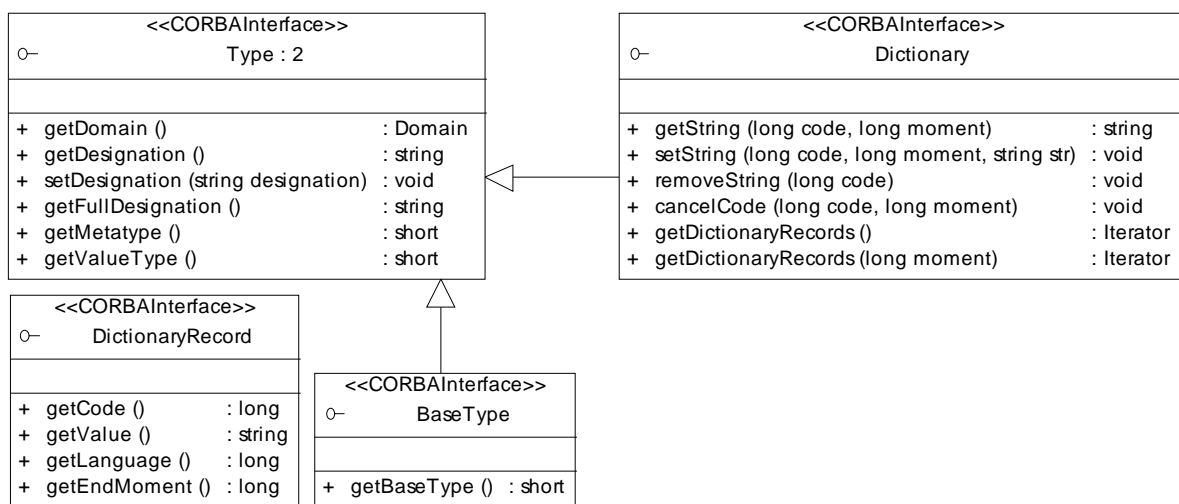 <<CORBAInterface>>
Type : 2
+ getDomain () : Domain
+ getDesignation () : string
+ setDesignation (string designation) : void
+ getFullDesignation () : string
+ getMetatype () : short
+ getValueType () : short
<<CORBAInterface>>
Dictionary
+ getString (long code, long moment) : string
+ setString (long code, long moment, string str) : void
+ removeString (long code) : void
+ cancelCode (long code, long moment) : void
+ getDictionaryRecords () : Iterator
+ getDictionaryRecords (long moment) : Iterator
<<CORBAInterface>>
DictionaryRecord
+ getCode () : long
+ getValue () : string
+ getLanguage () : long
+ getEndMoment () : long
<<CORBAInterface>>
BaseType
+ getBaseType () : short